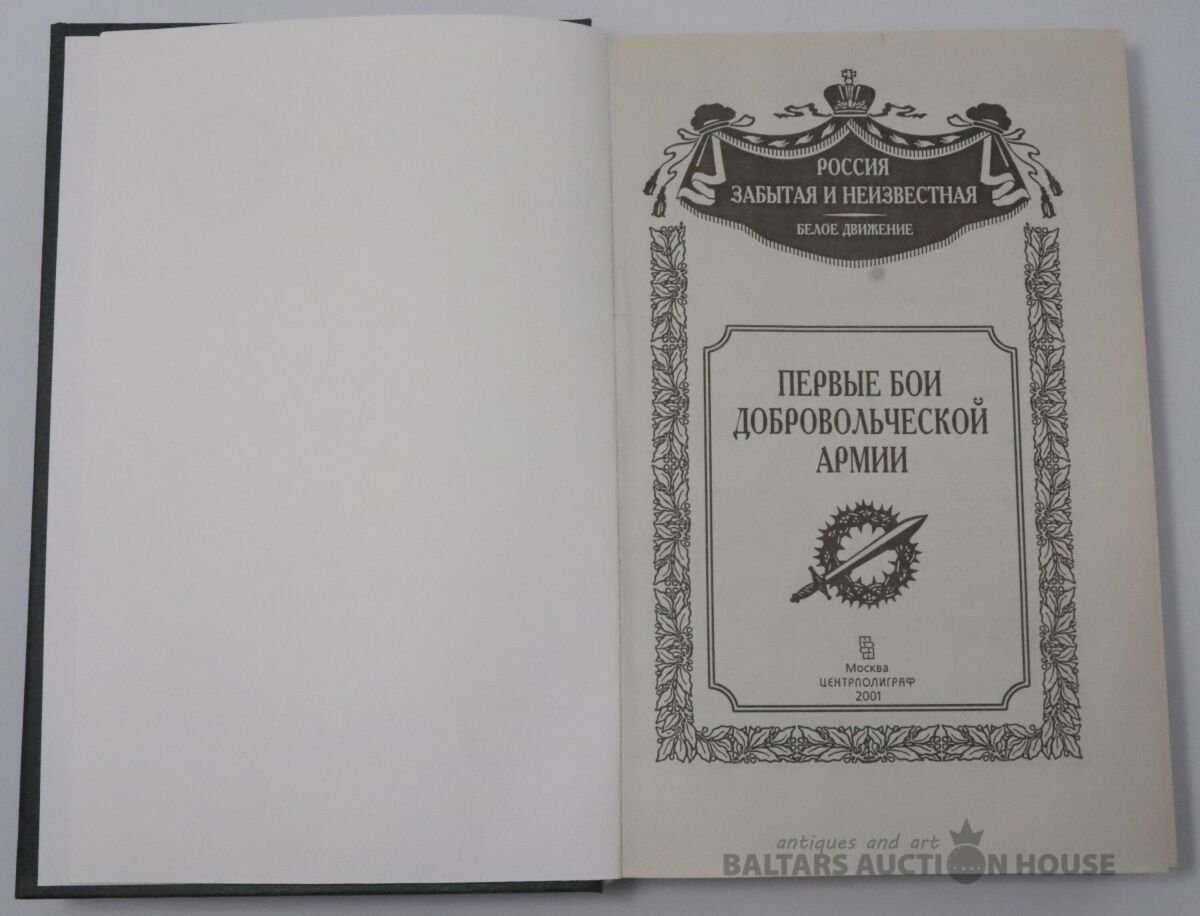 РОССИЯ
ЗАБЫТАЯ И НЕИЗВЕСТНАЯ
БЕЛОЕ ДВИЖЕНИЕ
ПЕРВЫЕ БОИ
ДОБРОВОЛЬЧЕСКОЙ
АРМИИ
Москва
ЦЕНТРПОЛИГРАФ
2001
antiques and art
BALTARS AUCTION HOUSE